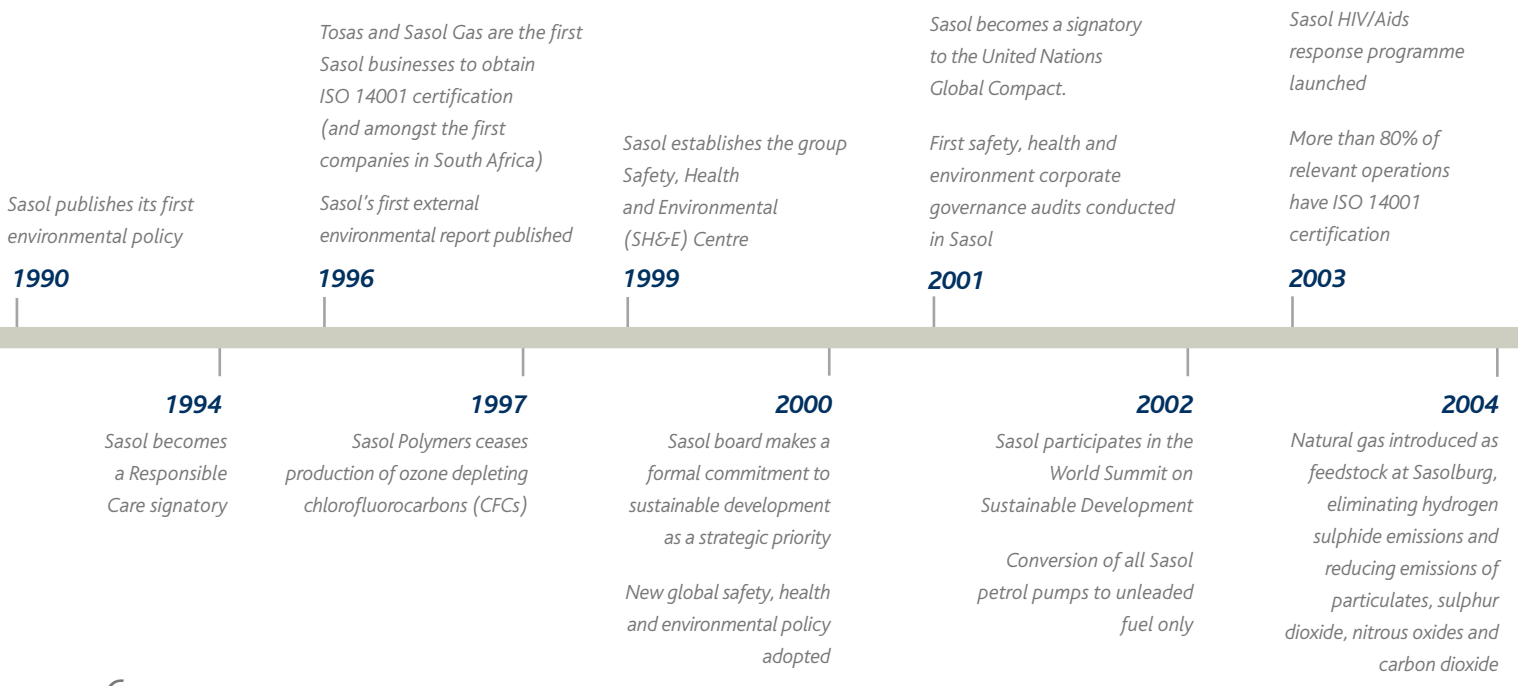 Sasol publishes its first
environmental policy
1990
Tosas and Sasol Gas are the first
Sasol businesses to obtain
ISO 14001 certification
(and amongst the first
companies in South Africa)
Sasol's first external
environmental report published
1996
Sasol establishes the group
Safety, Health
and Environmental
(SH&E) Centre
1999
Sasol becomes a signatory
to the United Nations
Global Compact.
First safety, health and
environment corporate
governance audits conducted
in Sasol
2001
Sasol HIV/Aids
response programme
launched
More than 80% of
relevant operations
have ISO 14001
certification
2003
1994
Sasol becomes
a Responsible
Care signatory
1997
Sasol Polymers ceases
production of ozone depleting
chlorofluorocarbons (CFCs)
2000
Sasol board makes a
formal commitment to
sustainable development
as a strategic priority
New global safety, health
and environmental policy
adopted
2002
Sasol participates in the
World Summit on
Sustainable Development
Conversion of all Sasol
petrol pumps to unleaded
fuel only
2004
Natural gas introduced as
feedstock at Sasolburg,
eliminating hydrogen
sulphide emissions and
reducing emissions of
particulates, sulphur
dioxide, nitrous oxides and
carbon dioxide